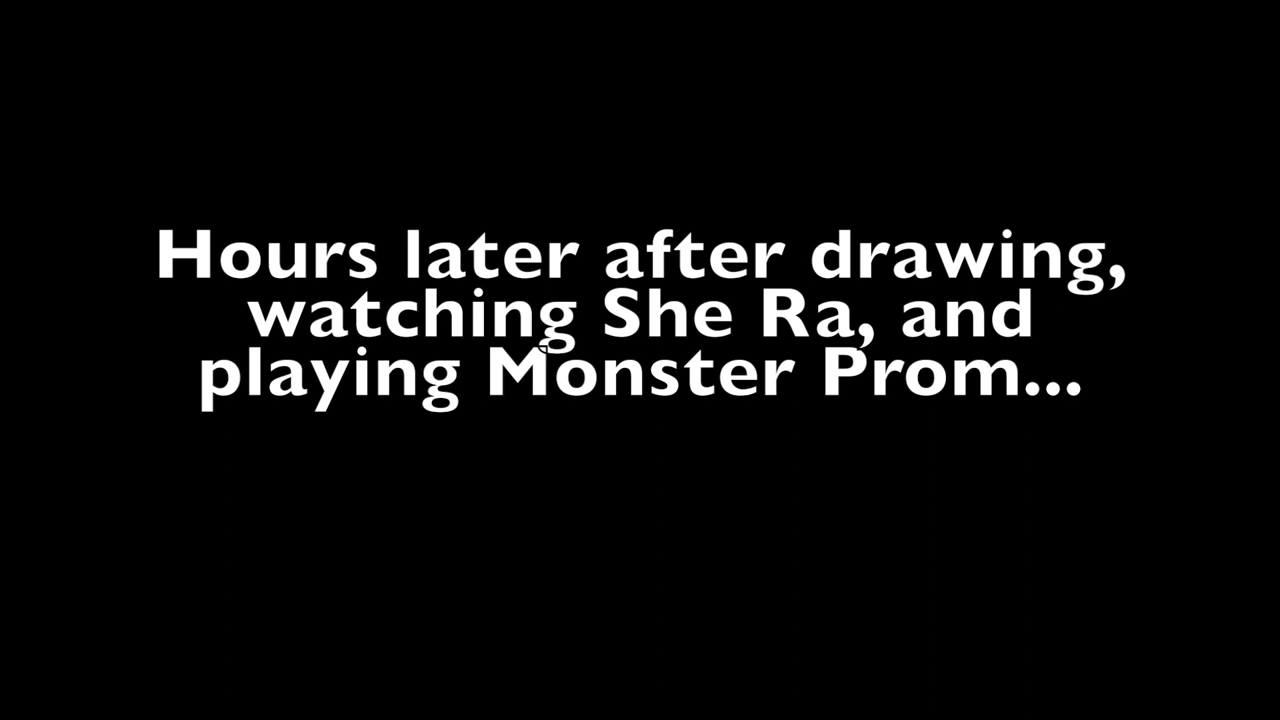 Hours later after drawing,
watching She Ra, and
playing Monster Prom...